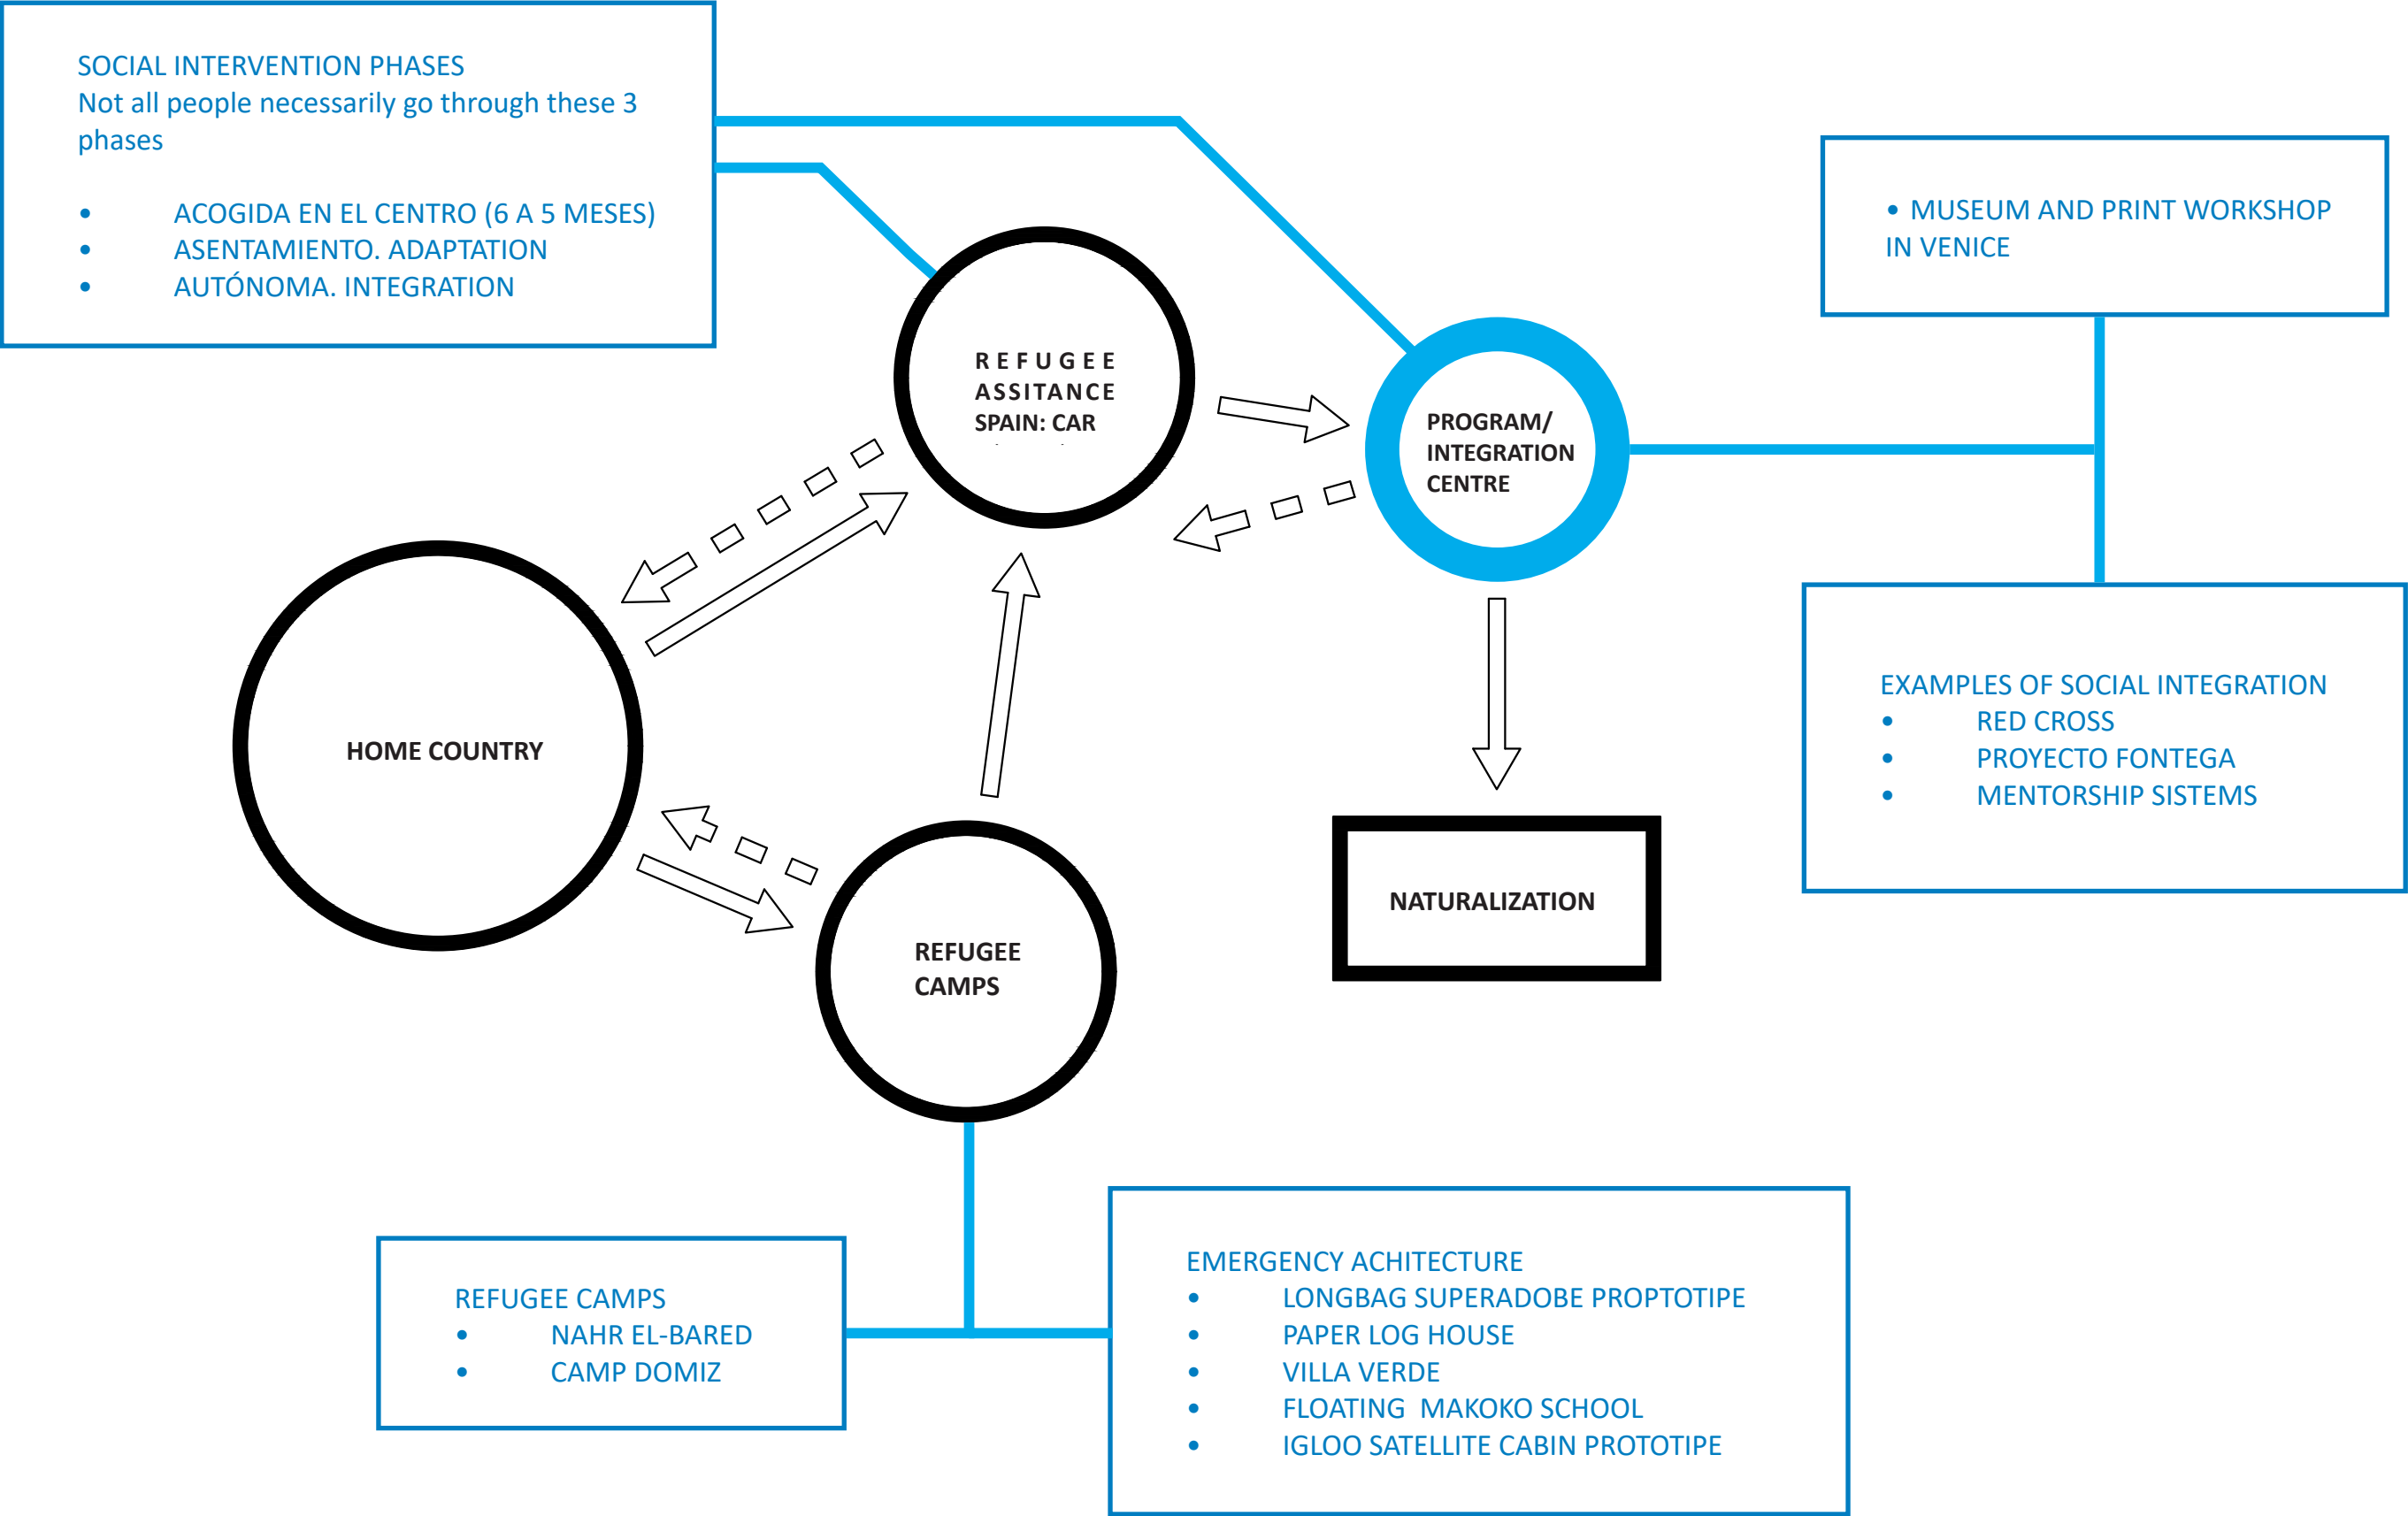 SOCIAL INTERVENTION PHASES
Not all people necessarily go through these 3
phases
• ACOGIDA EN EL CENTRO (6 A 5 MESES)
• ASENTAMIENTO. ADAPTATION
• AUTÓNOMA. INTEGRATION
• MUSEUM AND PRINT WORKSHOP
IN VENICE
REFUGEE
ASSITANCE
SPAIN: CAR
PROGRAM/
INTEGRATION
CENTRE
EXAMPLES OF SOCIAL INTEGRATION
• RED CROSS
• PROYECTO FONTEGA
• MENTORSHIP SISTEMS
HOME COUNTRY
NATURALIZATION
REFUGEE
CAMPS
REFUGEE CAMPS
• NAHR EL-BARED
• CAMP DOMIZ
EMERGENCY ACHITECTURE
• LONGBAG SUPERADOBE PROPTOTIPE
• PAPER LOG HOUSE
• VILLA VERDE
• FLOATING MAKOKO SCHOOL
• IGLOO SATELLITE CABIN PROTOTIPE